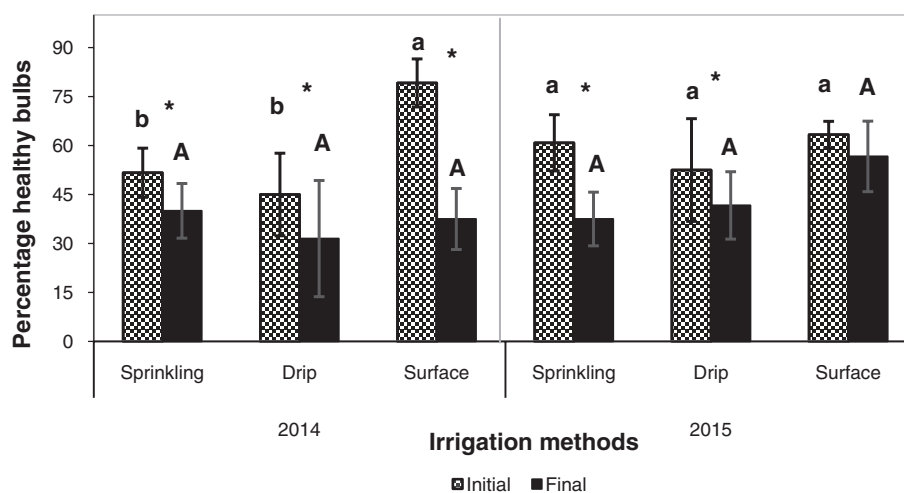 Percentage healthy bulbs
90
75
60
45
30
15
0
b * A
b * A
a * A
a * A
a * A
a A
Sprinkling Drip Surface Sprinkling Drip Surface
2014 2015
Irrigation methods
Initial Final